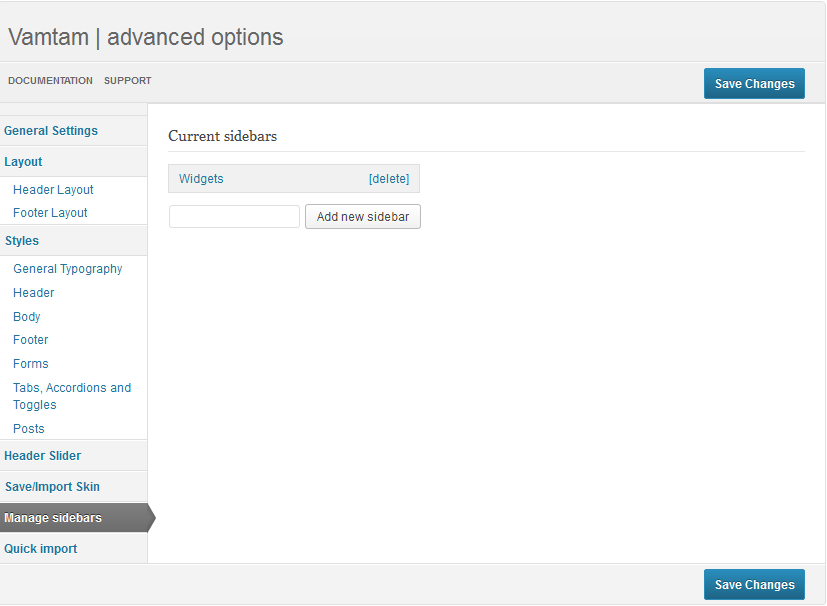 Vamtam | advanced options
DOCUMENTATION SUPPORT
Save Changes
General Settings
Layout
Header Layout
Footer Layout
Styles
General Typography
Header
Body
Footer
Forms
Tabs, Accordions and
Toggles
Posts
Header Slider
Save/Import Skin
Manage sidebars
Quick import
Current sidebars
Widgets [delete]
Add new sidebar
Save Changes